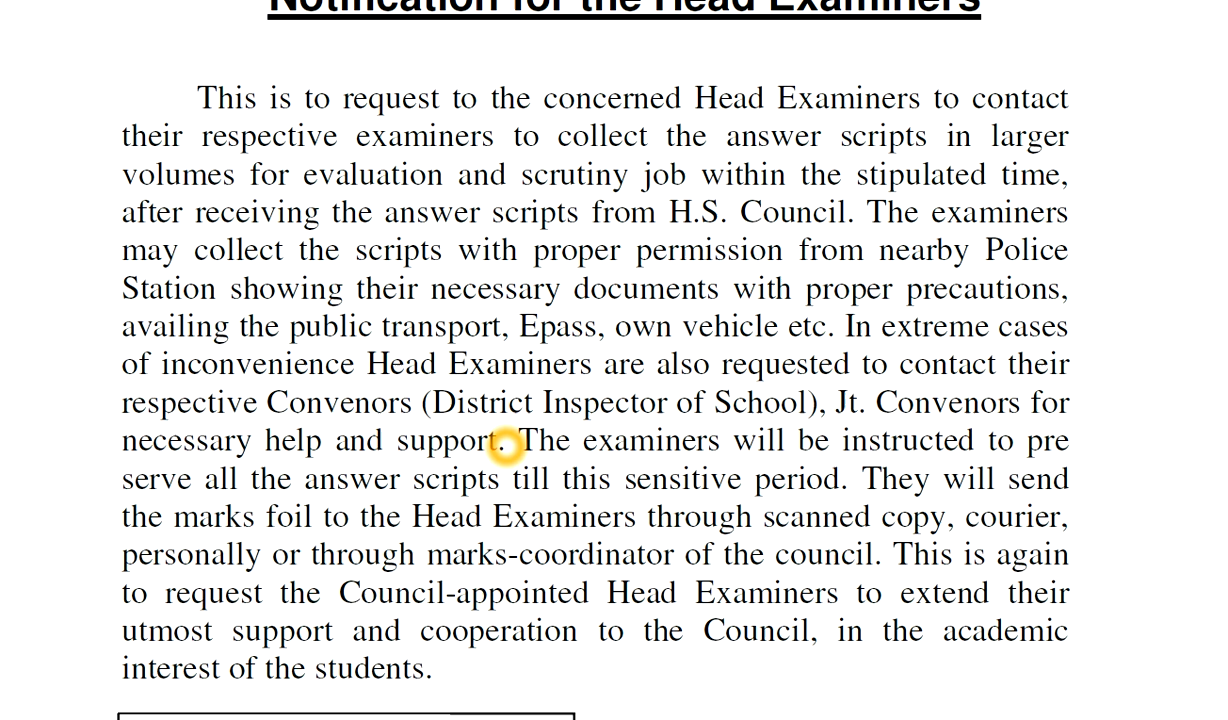 Notification for the Head Examiners
This is to request to the concerned Head Examiners to contact
their respective examiners to collect the answer scripts in larger
volumes for evaluation and scrutiny job within the stipulated time,
after receiving the answer scripts from H.S. Council. The examiners
may collect the scripts with proper permission from nearby Police
Station showing their necessary documents with proper precautions,
availing the public transport, Epass, own vehicle etc. In extreme cases
of inconvenience Head Examiners are also requested to contact their
respective Convenors (District Inspector of School), Jt. Convenors for
necessary help and support. The examiners will be instructed to pre
serve all the answer scripts till this sensitive period. They will send
the marks foil to the Head Examiners through scanned copy, courier,
personally or through marks-coordinator of the council. This is again
to request the Council-appointed Head Examiners to extend their
utmost support and cooperation to the Council, in the academic
interest of the students.